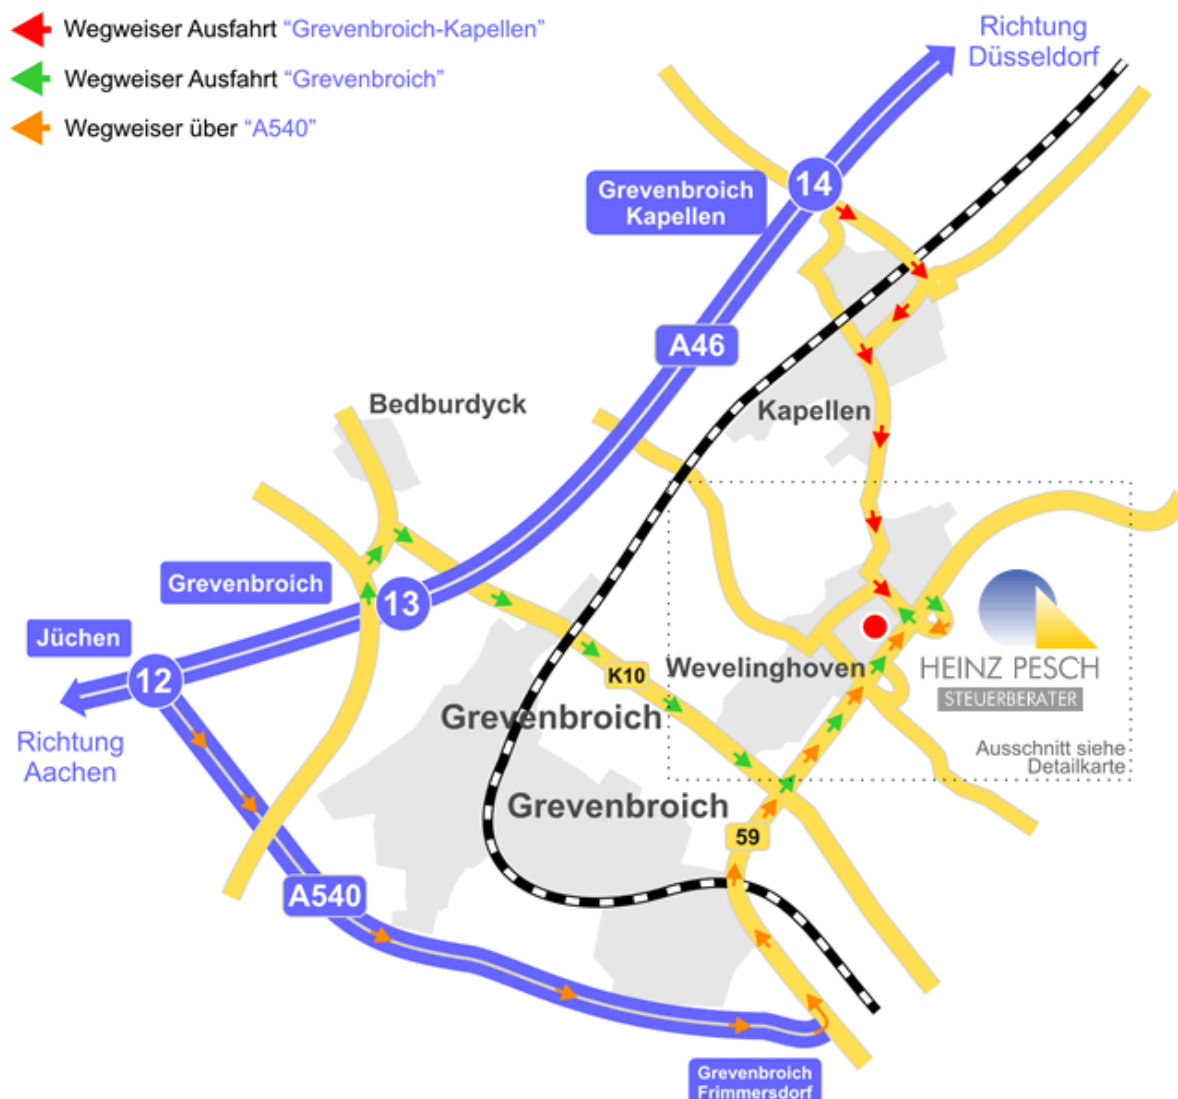 Wegweiser Ausfahrt “Grevenbroich-Kapellen”
Wegweiser Ausfahrt “Grevenbroich”
Wegweiser über “A540”
Richtung
Düsseldorf
14
Grevenbroich
Kapellen
A46
Bedburdyck
Kapellen
Grevenbroich
13
Jüchen
12
Richtung
Aachen
K10
Wevelinghoven
HEINZ PESCH
STEUERBERATER
Grevenbroich
Ausschnitt siehe
Detailkarte
Grevenbroich
59
A540
Grevenbroich
Frimmersdorf